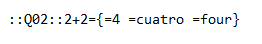 ::Q02::2+2={=4 =cuatro =four}